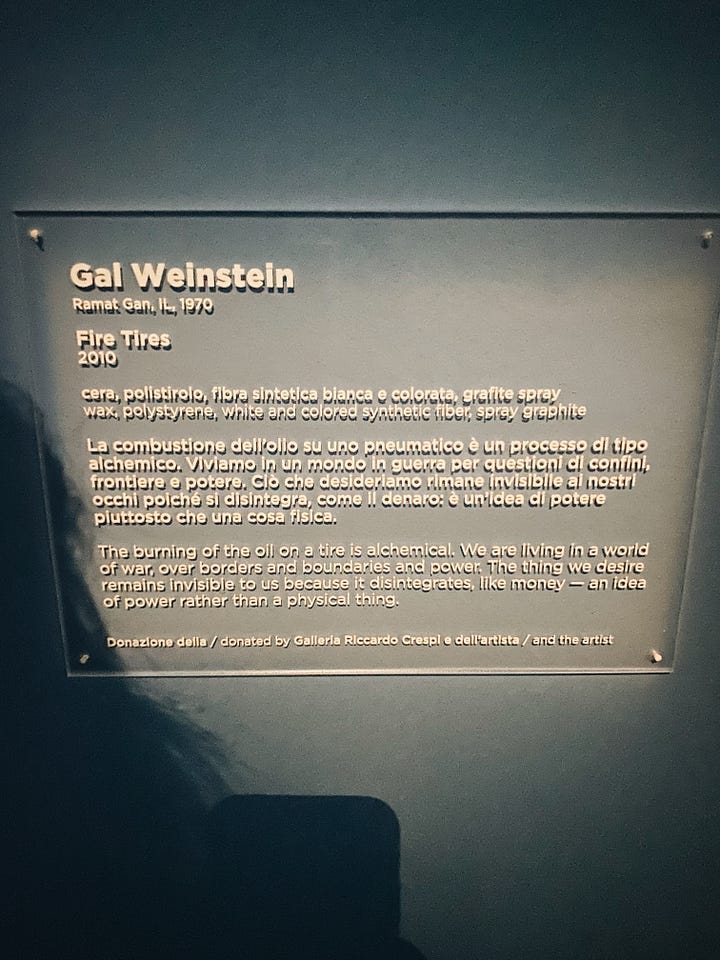 Gal Weinstein
Ramat Gan, IL, 1970
Fire Tires
2010
cera, polistirolo, fibra sintetica bianca e colorata, grafite spray
wax, polystyrene, white and colored synthetic fiber, spray graphite
La combustione dell'olio su uno pneumatico è un processo di tipo
alchemico. Viviamo in un mondo in guerra per questioni di confini,
frontiere e potere. Ciò che desideriamo rimane invisibile ai nostri
occhi poiché si disintegra, come il denaro: è un'idea di potere
piuttosto che una cosa fisica.
The burning of the oil on a tire is alchemical. We are living in a world
of war, over borders and boundaries and power. The thing we desire
remains invisible to us because it disintegrates, like money — an idea
of power rather than a physical thing.
Donazione della / donated by Galleria Riccardo Crespi e dell'artista / and the artist